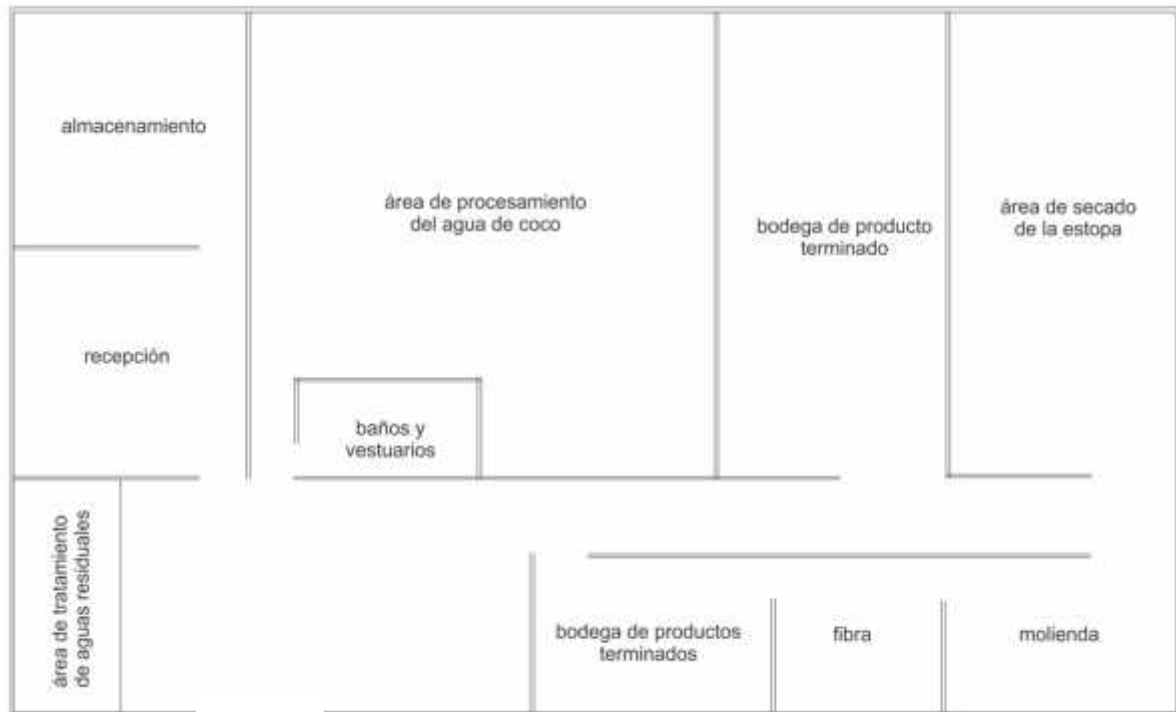 almacenamiento
área de procesamiento
del agua de coco
bodega de producto
terminado
área de secado
de la estopa
recepción
baños y
vestuarios
área de tratamiento
de aguas residuales
bodega de productos
terminados
fibra
molienda